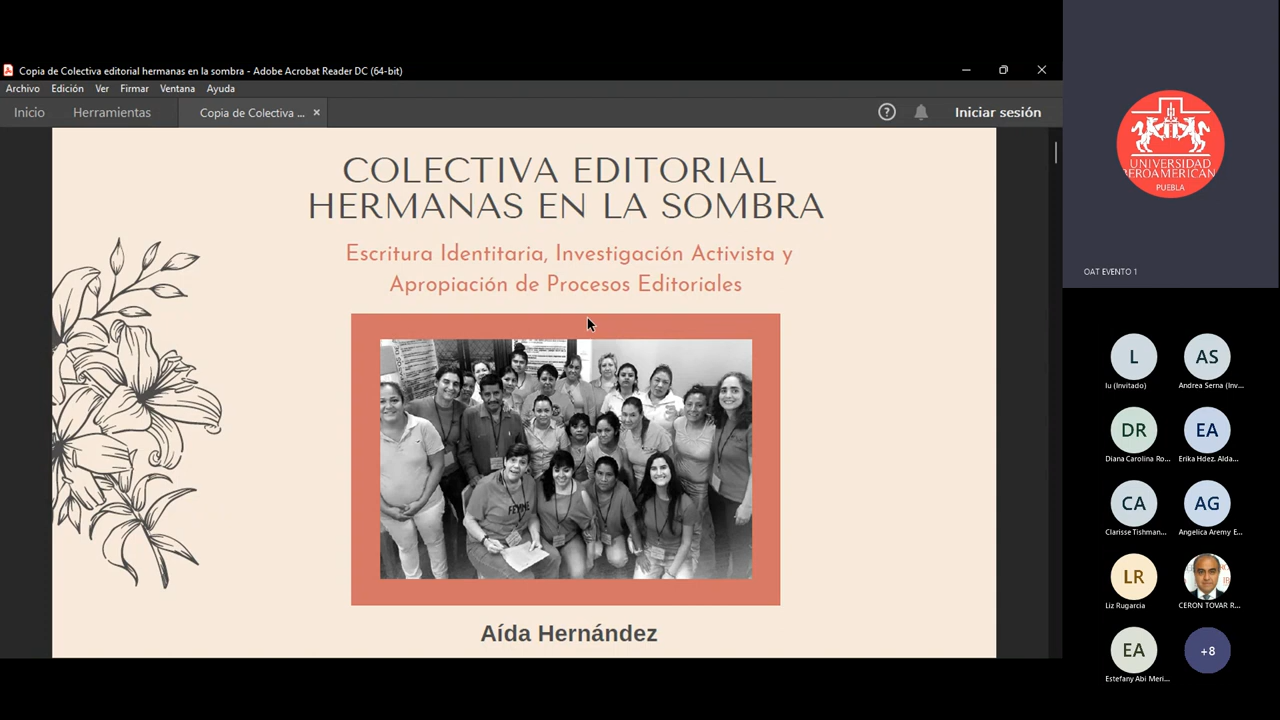 Copia de Colectiva editorial hermanas en la sombra - Adobe Acrobat Reader DC (64-bit)
Archivo Edición Ver Firmar Ventana Ayuda
Inicio Herramientas Copia de Colectiva ... × ? Iniciar sesión
COLECTIVA EDITORIAL
HERMANAS EN LA SOMBRA
Escritura Identitaria, Investigación Activista y
Apropiación de Procesos Editoriales
FEMME
Aída Hernández
UNIVERSIDAD
IBEROAMERICANA
PUEBLA
OAT EVENTO 1
L AS
lu (Invitado) Andrea Serna (Inv...
DR EA
Diana Carolina Ro... Erika Hdez. Alda...
CA AG
Clarisse Tishman... Angelica Aremy E...
LR
Liz Rugarcia CERON TOVAR R...
EA +8
Estefany Abi Meri...